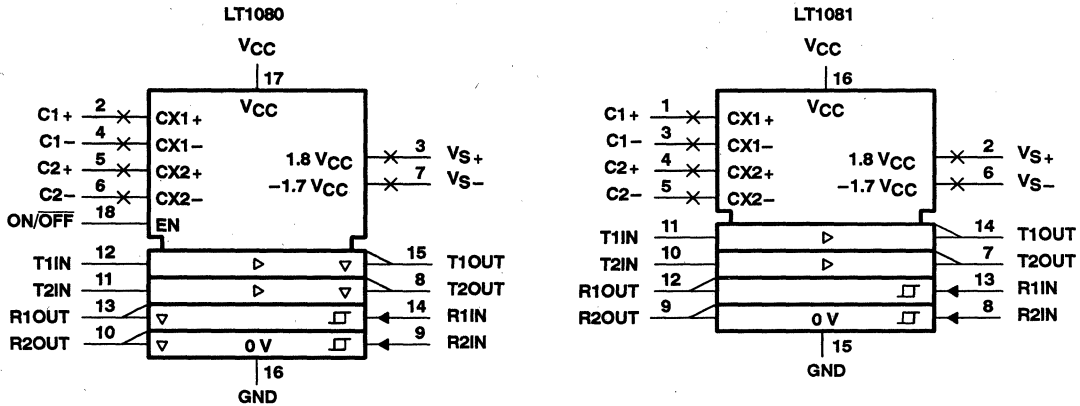 LT1080
VCC
17
VCC
C1+ 2 CX1+
C1− 4 CX1−
C2+ 5 CX2+
C2− 6 CX2−
ON/OFF 18 EN
1.8 VCC 3 VS+
−1.7 VCC 7 VS−
T1IN 12 15 T1OUT
T2IN 11 8 T2OUT
R1OUT 13 14 R1IN
R2OUT 10 0 V 9 R2IN
16
GND
LT1081
VCC
16
VCC
C1+ 1 CX1+
C1− 3 CX1−
C2+ 4 CX2+
C2− 5 CX2−
1.8 VCC 2 VS+
−1.7 VCC 6 VS−
T1IN 11 14 T1OUT
T2IN 10 7 T2OUT
R1OUT 12 13 R1IN
R2OUT 9 0 V 8 R2IN
15
GND